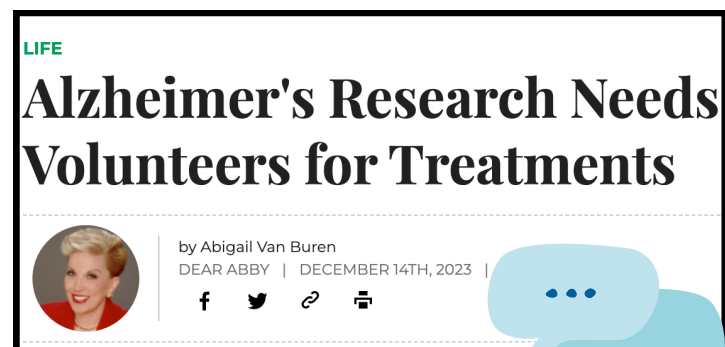 LIFE
Alzheimer's Research Needs
Volunteers for Treatments
by Abigail Van Buren
DEAR ABBY | DECEMBER 14TH, 2023 |